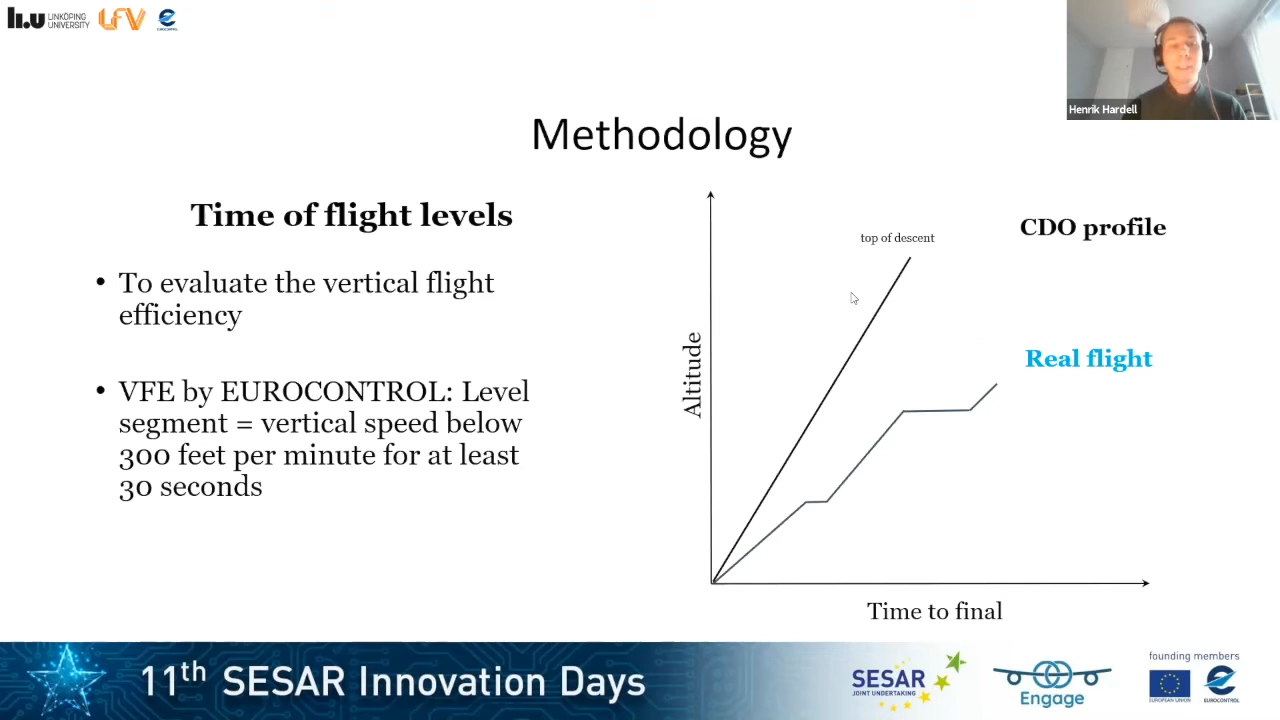 LINKÖPING
UNIVERSITY
LFV
EUROCONTROL
Henrik Hardell
Methodology
Time of flight levels
• To evaluate the vertical flight
efficiency
• VFE by EUROCONTROL: Level
segment = vertical speed below
300 feet per minute for at least
30 seconds
top of descent
CDO profile
Real flight
Altitude
Time to final
11th SESAR Innovation Days
SESAR
JOINT UNDERTAKING
Engage
founding members
EUROPEAN UNION
EUROCONTROL